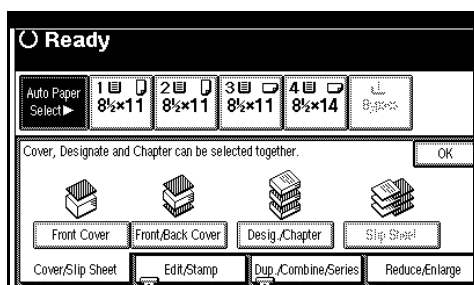 Ready
Auto Paper Select▶
1 8½×11
2 8½×11
3 8½×11
4 8½×14
Bypass
Cover, Designate and Chapter can be selected together.
OK
Front Cover
Front/Back Cover
Desig./Chapter
Slip Sheet
Cover/Slip Sheet
Edit/Stamp
Dup./Combine/Series
Reduce/Enlarge